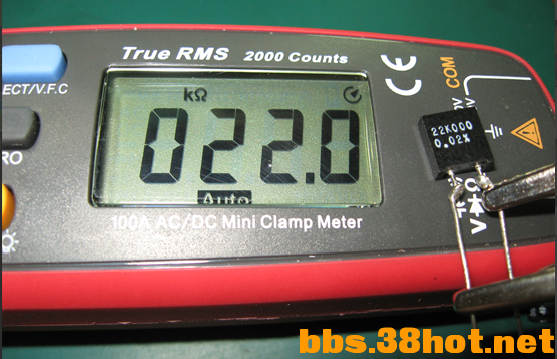 True RMS 2000 Counts
ECT/V.F.C
kΩ
022.0
Auto
RO
100A AC/DC Mini Clamp Meter
CE
COM
22K000
0.02%
V
Ω
bbs.38hot.net